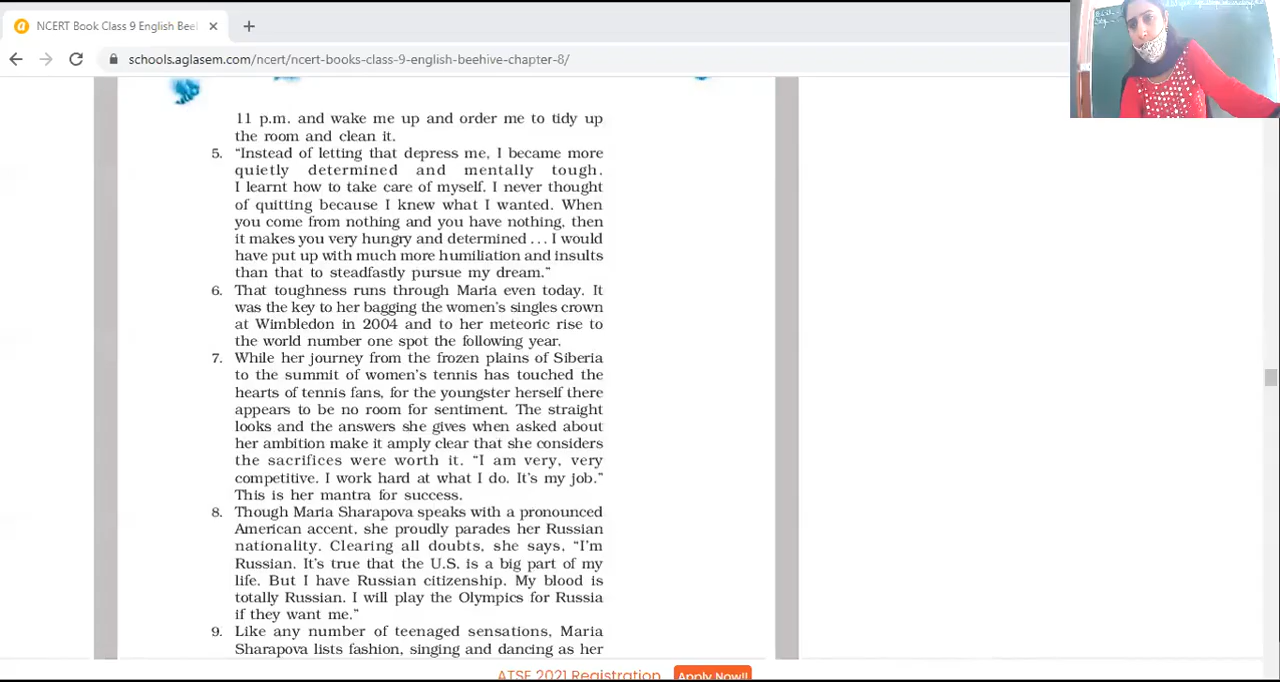 NCERT Book Class 9 English Beel
schools.aglasem.com/ncert/ncert-books-class-9-english-beehive-chapter-8/
11 p.m. and wake me up and order me to tidy up
the room and clean it.
5. “Instead of letting that depress me, I became more
quietly determined and mentally tough.
I learnt how to take care of myself. I never thought
of quitting because I knew what I wanted. When
you come from nothing and you have nothing, then
it makes you very hungry and determined ... I would
have put up with much more humiliation and insults
than that to steadfastly pursue my dream.”
6. That toughness runs through Maria even today. It
was the key to her bagging the women’s singles crown
at Wimbledon in 2004 and to her meteoric rise to
the world number one spot the following year.
7. While her journey from the frozen plains of Siberia
to the summit of women’s tennis has touched the
hearts of tennis fans, for the youngster herself there
appears to be no room for sentiment. The straight
looks and the answers she gives when asked about
her ambition make it amply clear that she considers
the sacrifices were worth it. “I am very, very
competitive. I work hard at what I do. It’s my job.”
This is her mantra for success.
8. Though Maria Sharapova speaks with a pronounced
American accent, she proudly parades her Russian
nationality. Clearing all doubts, she says, “I’m
Russian. It’s true that the U.S. is a big part of my
life. But I have Russian citizenship. My blood is
totally Russian. I will play the Olympics for Russia
if they want me.”
9. Like any number of teenaged sensations, Maria
Sharapova lists fashion, singing and dancing as her
ATSE 2021 Registration Apply Now!!